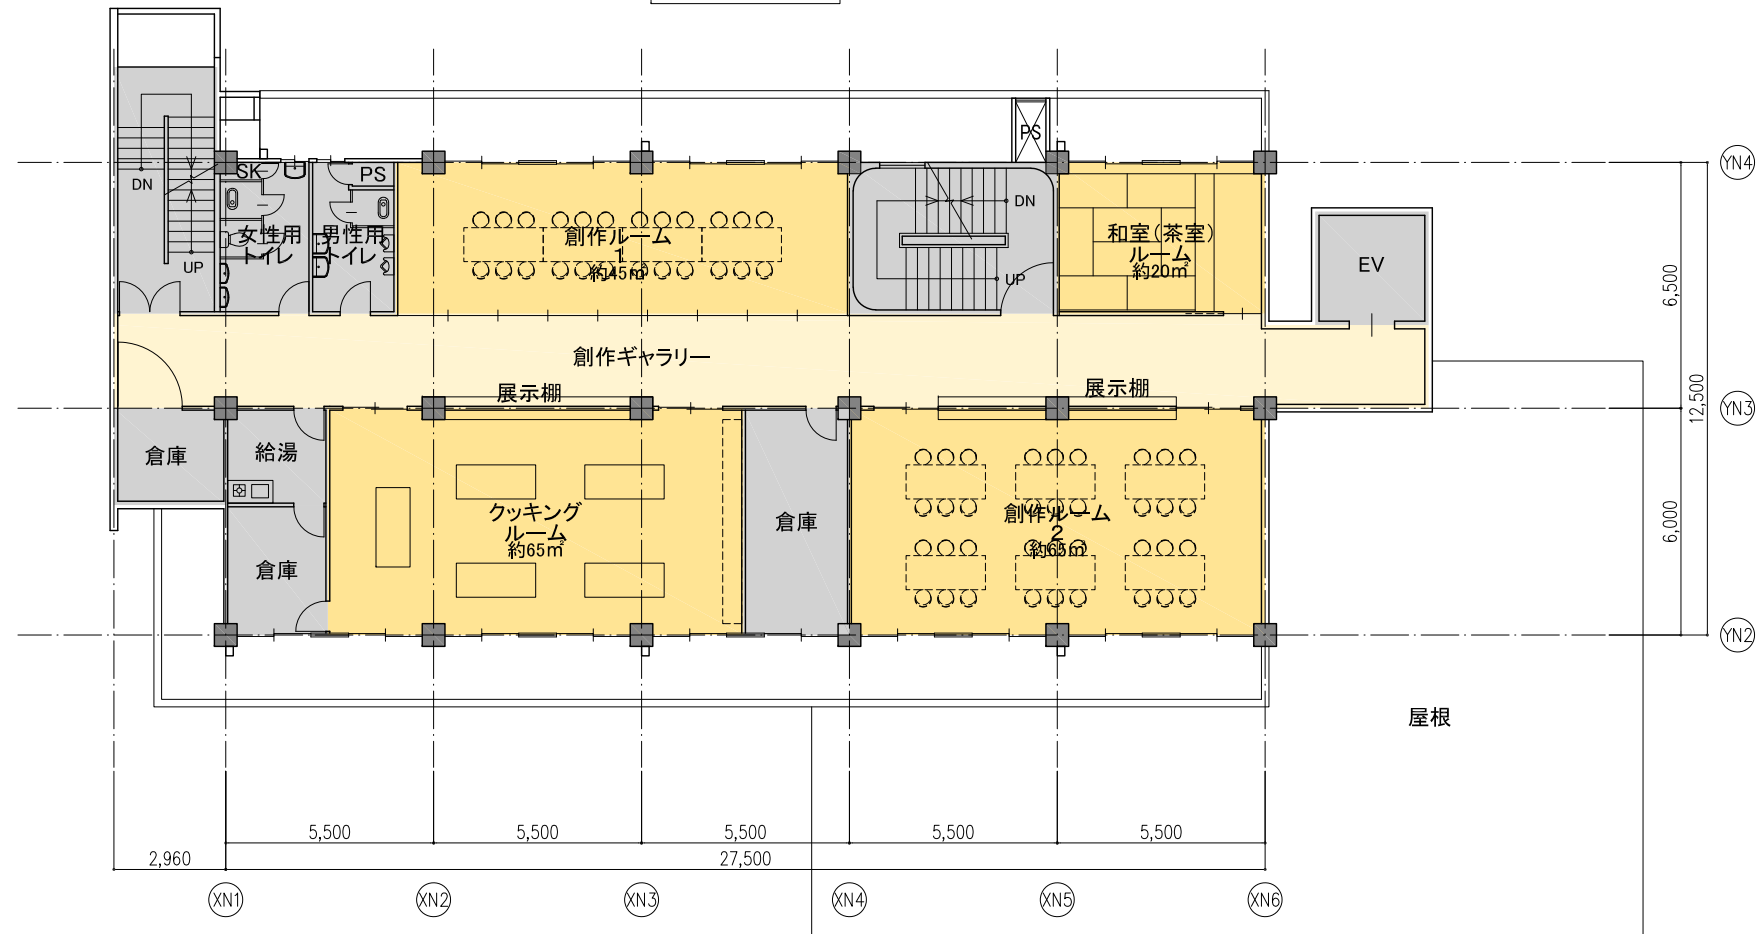 PS
YN4
SK
PS
DN
DN
女性用
トイレ
男性用
トイレ
創作ルーム
1
約45㎡
和室(茶室)
ルーム
約20㎡
EV
UP
UP
6,500
創作ギャラリー
展示棚
展示棚
12,500
YN3
倉庫
給湯
クッキング
ルーム
約65㎡
倉庫
創作ルーム
2
約65㎡
6,000
倉庫
YN2
屋根
5,500
5,500
5,500
5,500
5,500
2,960
27,500
XN1
XN2
XN3
XN4
XN5
XN6